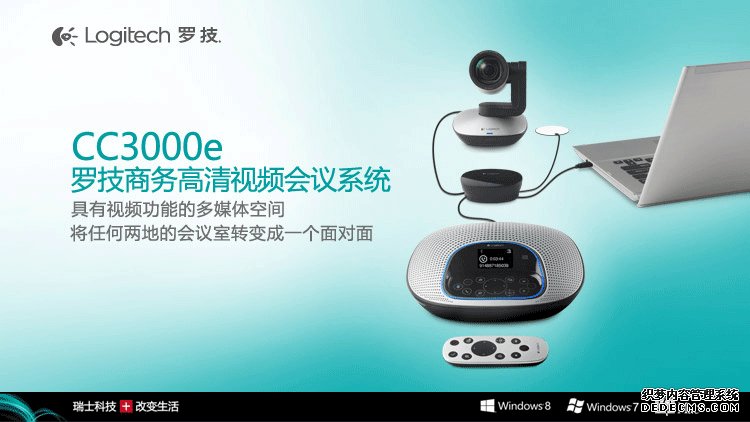 Logitech 罗技.
CC3000e
罗技商务高清视频会议系统
具有视频功能的多媒体空间
将任何两地的会议室转变成一个面对面
瑞士科技 改变生活
Windows 8
Windows 7
织梦内容管理系统
DEDECMS.COM